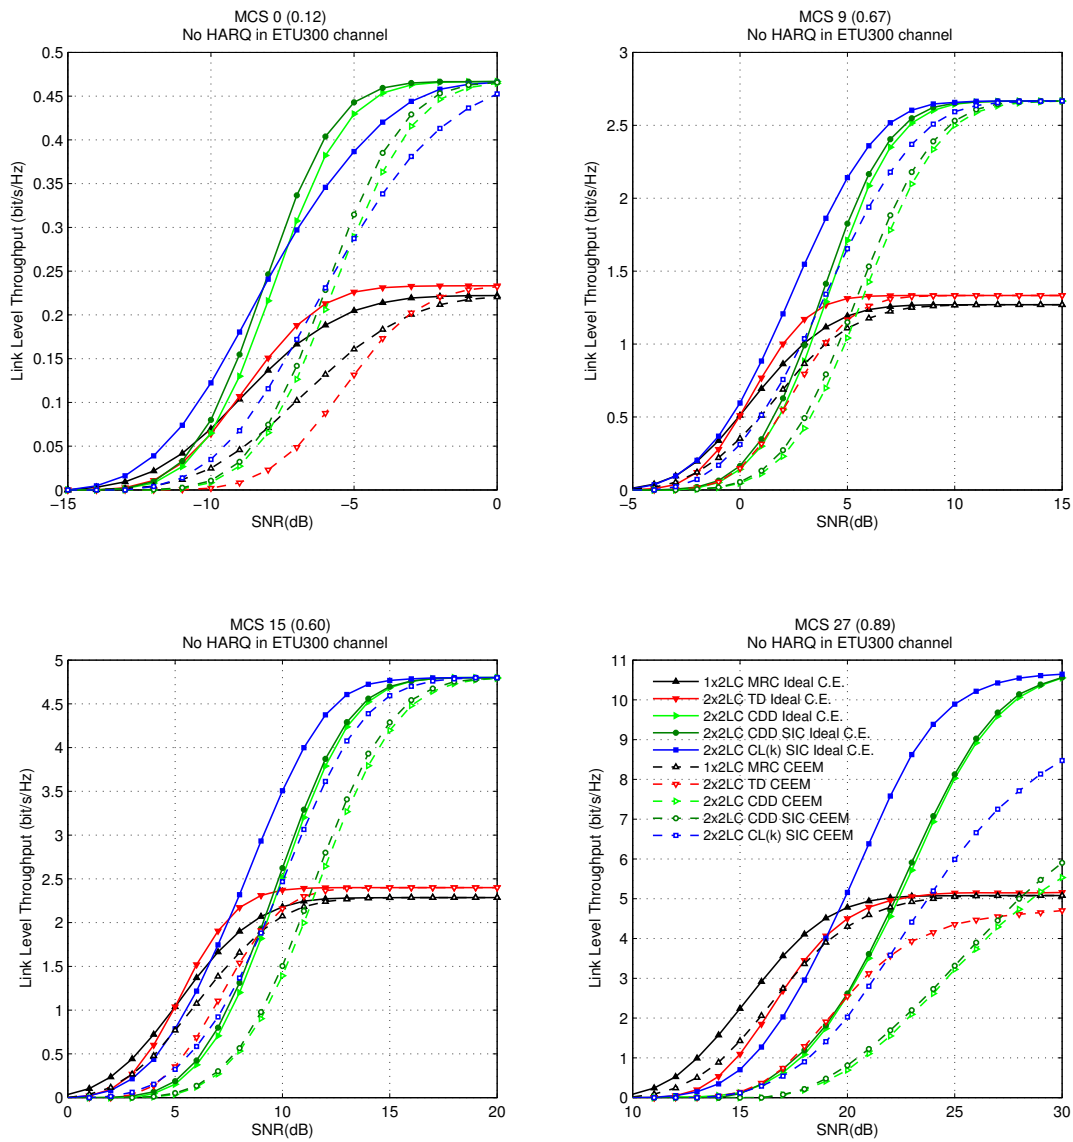 MCS 0 (0.12)
No HARQ in ETU300 channel
0.5
0.45
0.4
0.35
0.3
0.25
0.2
0.15
0.1
0.05
0
Link Level Throughput (bit/s/Hz)
−15
−10
−5
0
SNR(dB)
MCS 9 (0.67)
No HARQ in ETU300 channel
3
2.5
2
1.5
1
0.5
0
Link Level Throughput (bit/s/Hz)
−5
0
5
10
15
SNR(dB)
MCS 15 (0.60)
No HARQ in ETU300 channel
5
4.5
4
3.5
3
2.5
2
1.5
1
0.5
0
Link Level Throughput (bit/s/Hz)
0
5
10
15
20
SNR(dB)
MCS 27 (0.89)
No HARQ in ETU300 channel
11
10
9
8
7
6
5
4
3
2
1
0
Link Level Throughput (bit/s/Hz)
1x2LC MRC Ideal C.E.
2x2LC TD Ideal C.E.
2x2LC CDD Ideal C.E.
2x2LC CDD SIC Ideal C.E.
2x2LC CL(k) SIC Ideal C.E.
1x2LC MRC CEEM
2x2LC TD CEEM
2x2LC CDD CEEM
2x2LC CDD SIC CEEM
2x2LC CL(k) SIC CEEM
10
15
20
25
30
SNR(dB)